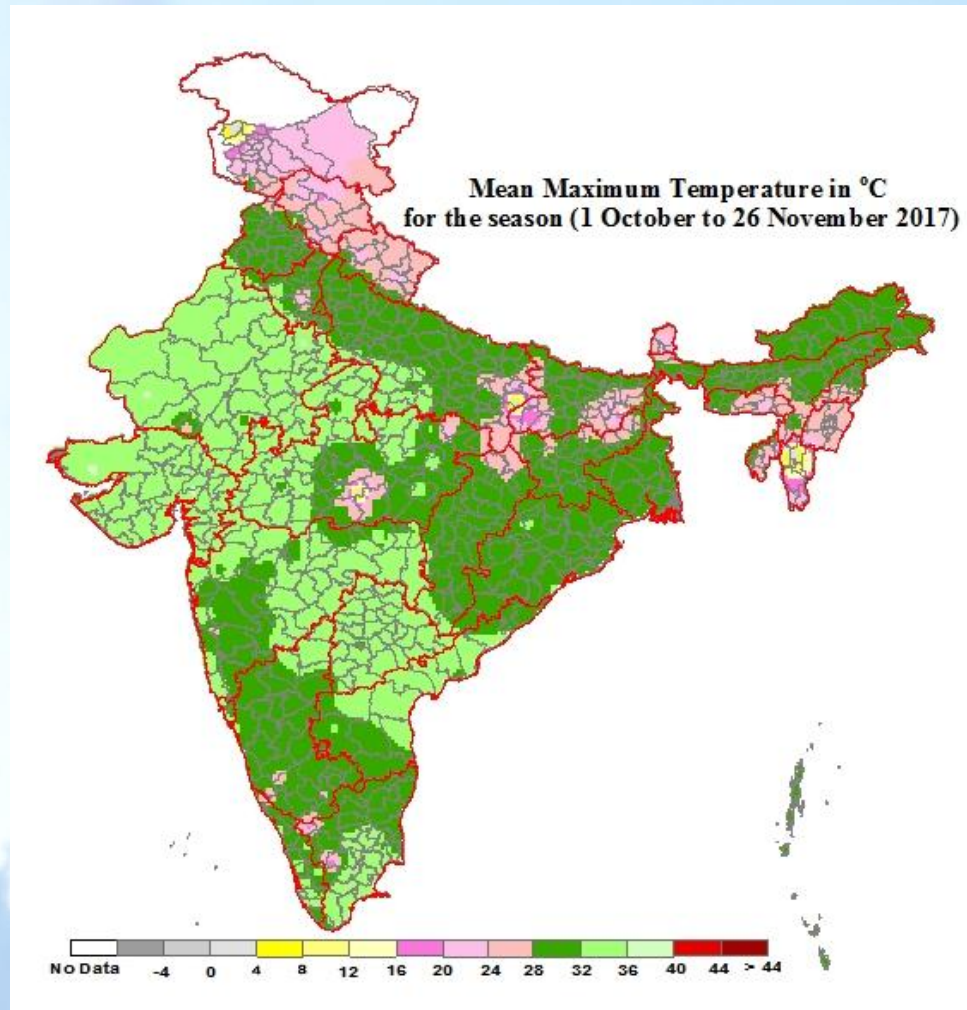 Mean Maximum Temperature in °C
for the season (1 October to 26 November 2017)
No Data -4 0 4 8 12 16 20 24 28 32 36 40 44 > 44